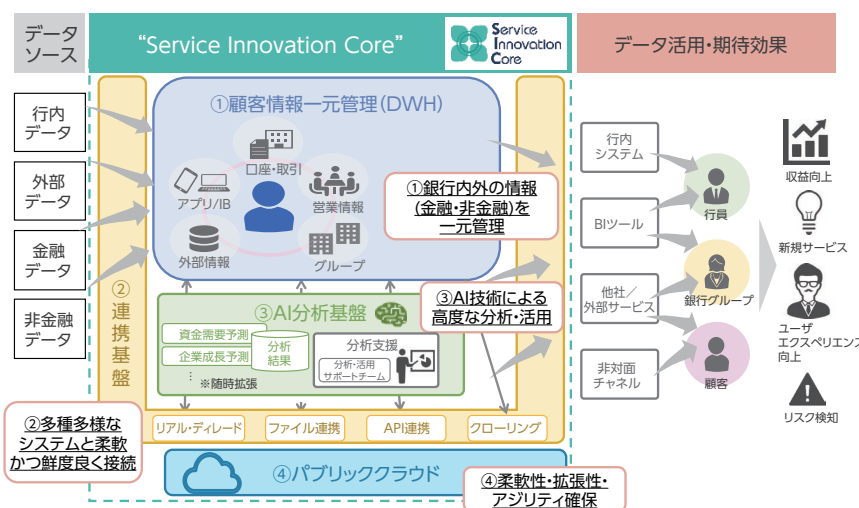 データ
ソース
“Service Innovation Core”
Service
Innovation
Core
データ活用・期待効果
行内
データ
外部
データ
金融
データ
非金融
データ
②連携基盤
①顧客情報一元管理(DWH)
口座・取引
アプリ/IB
営業情報
外部情報
グループ
①銀行内外の情報
(金融・非金融)を
一元管理
③AI分析基盤
資金需要予測
企業成長予測
⋮
※随時拡張
分析
結果
分析支援
分析・活用
サポートチーム
③AI技術による
高度な分析・活用
②多種多様な
システムと柔軟
かつ鮮度良く接続
リアル・ディレード
ファイル連携
API連携
クローリング
④パブリッククラウド
④柔軟性・拡張性・
アジリティ確保
行内
システム
BIツール
他社/
外部サービス
非対面
チャネル
行員
銀行グループ
顧客
収益向上
新規サービス
ユーザ
エクスペリエンス
向上
リスク検知